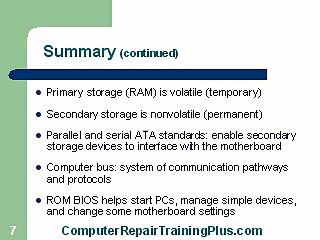 Summary (continued)
Primary storage (RAM) is volatile (temporary)
Secondary storage is nonvolatile (permanent)
Parallel and serial ATA standards: enable secondary
storage devices to interface with the motherboard
Computer bus: system of communication pathways
and protocols
ROM BIOS helps start PCs, manage simple devices,
and change some motherboard settings
7 ComputerRepairTrainingPlus.com